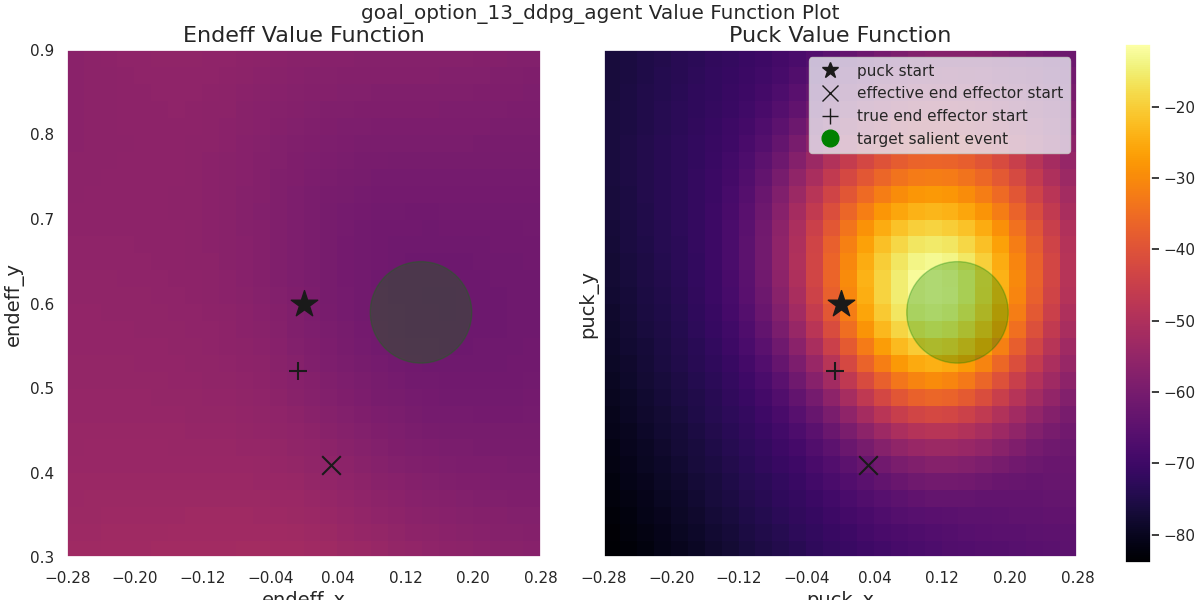 goal_option_13_ddpg_agent Value Function Plot
Endeff Value Function
Puck Value Function
0.9
0.8
0.7
0.6
0.5
0.4
0.3
endeff_y
−0.28
−0.20
−0.12
−0.04
0.04
0.12
0.20
0.28
endeff_x
puck start
effective end effector start
true end effector start
target salient event
puck_y
−0.28
−0.20
−0.12
−0.04
0.04
0.12
0.20
0.28
puck_x
−20
−30
−40
−50
−60
−70
−80